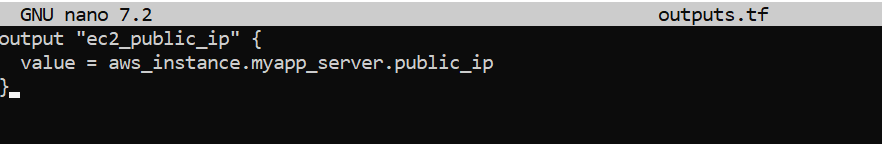 GNU nano 7.2 outputs.tf
output "ec2_public_ip" {
  value = aws_instance.myapp_server.public_ip
}